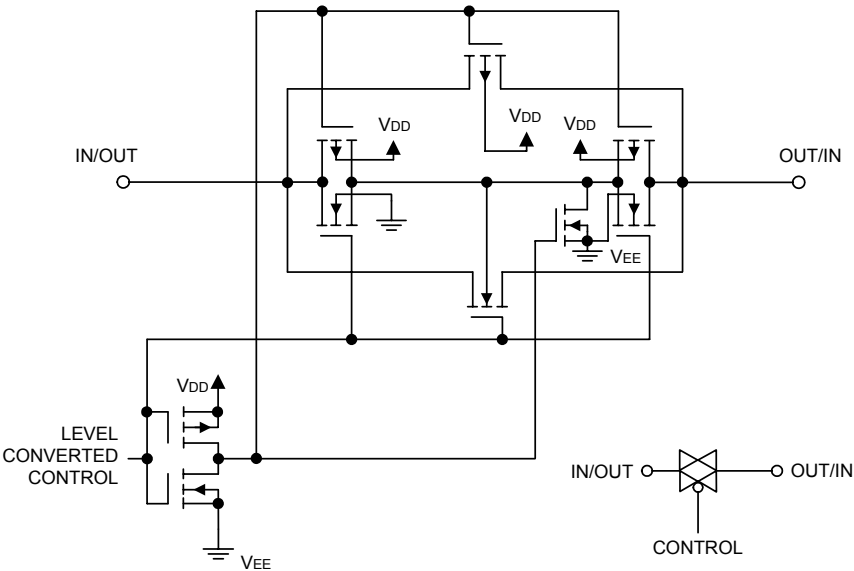 VDD
VDD
VDD
IN/OUT
OUT/IN
VEE
VDD
LEVEL
CONVERTED
CONTROL
IN/OUT
OUT/IN
CONTROL
VEE